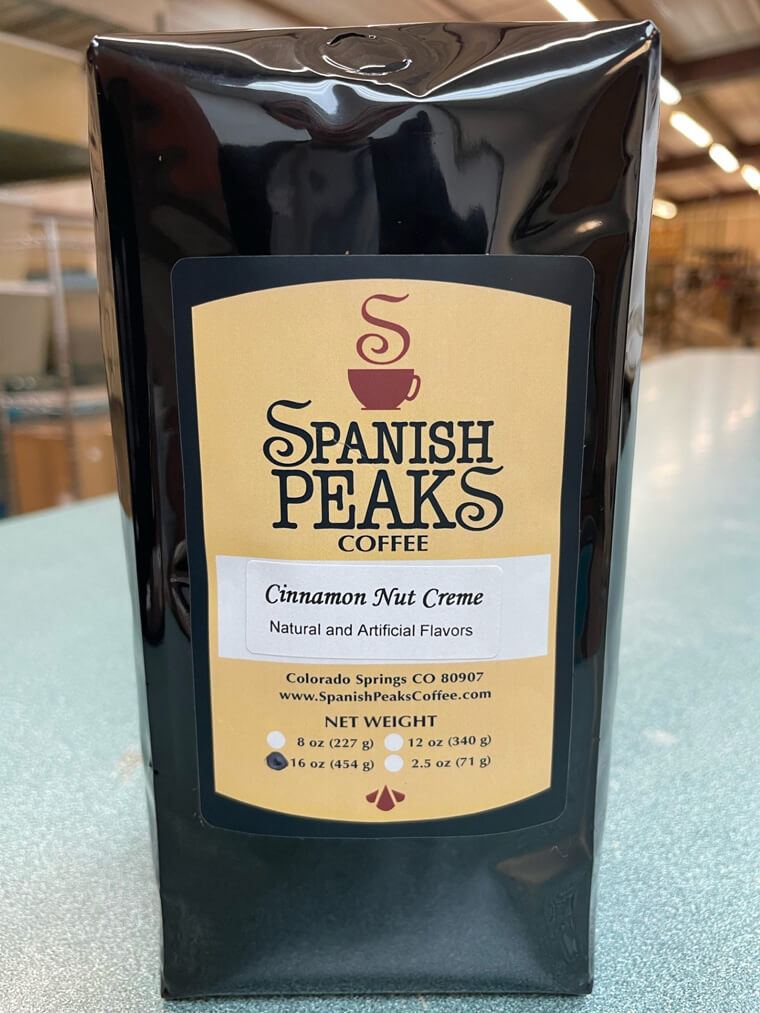 S
SPANISH
PEAKS
COFFEE
Cinnamon Nut Creme
Natural and Artificial Flavors
Colorado Springs CO 80907
www.SpanishPeaksCoffee.com
NET WEIGHT
8 oz (227 g) 12 oz (340 g)
16 oz (454 g) 2.5 oz (71 g)